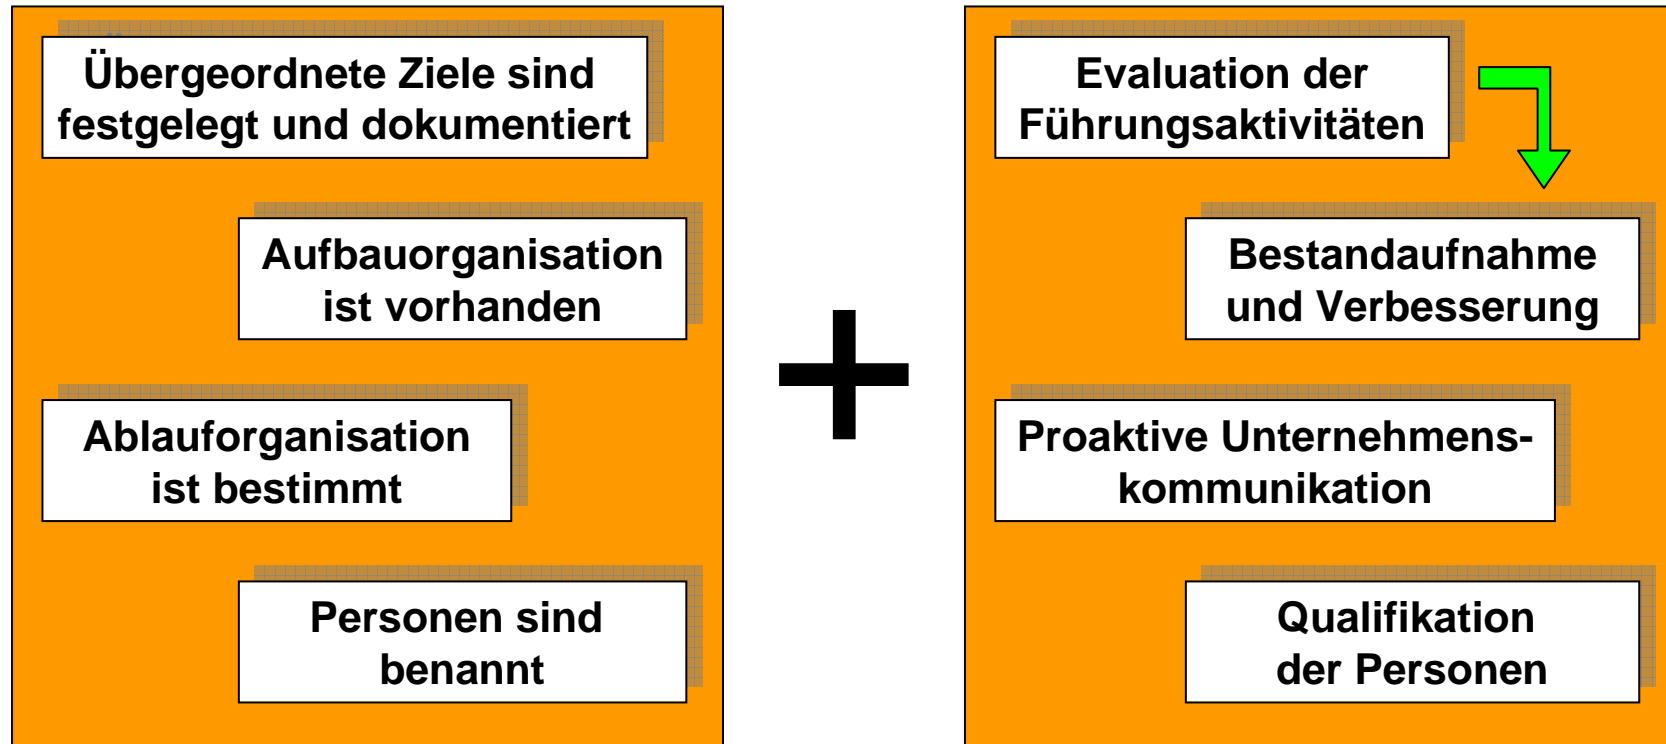 Übergeordnete Ziele sind
festgelegt und dokumentiert
Aufbauorganisation
ist vorhanden
Ablauforganisation
ist bestimmt
Personen sind
benannt
+
Evaluation der
Führungsaktivitäten
Bestandaufnahme
und Verbesserung
Proaktive Unternehmens-
kommunikation
Qualifikation
der Personen